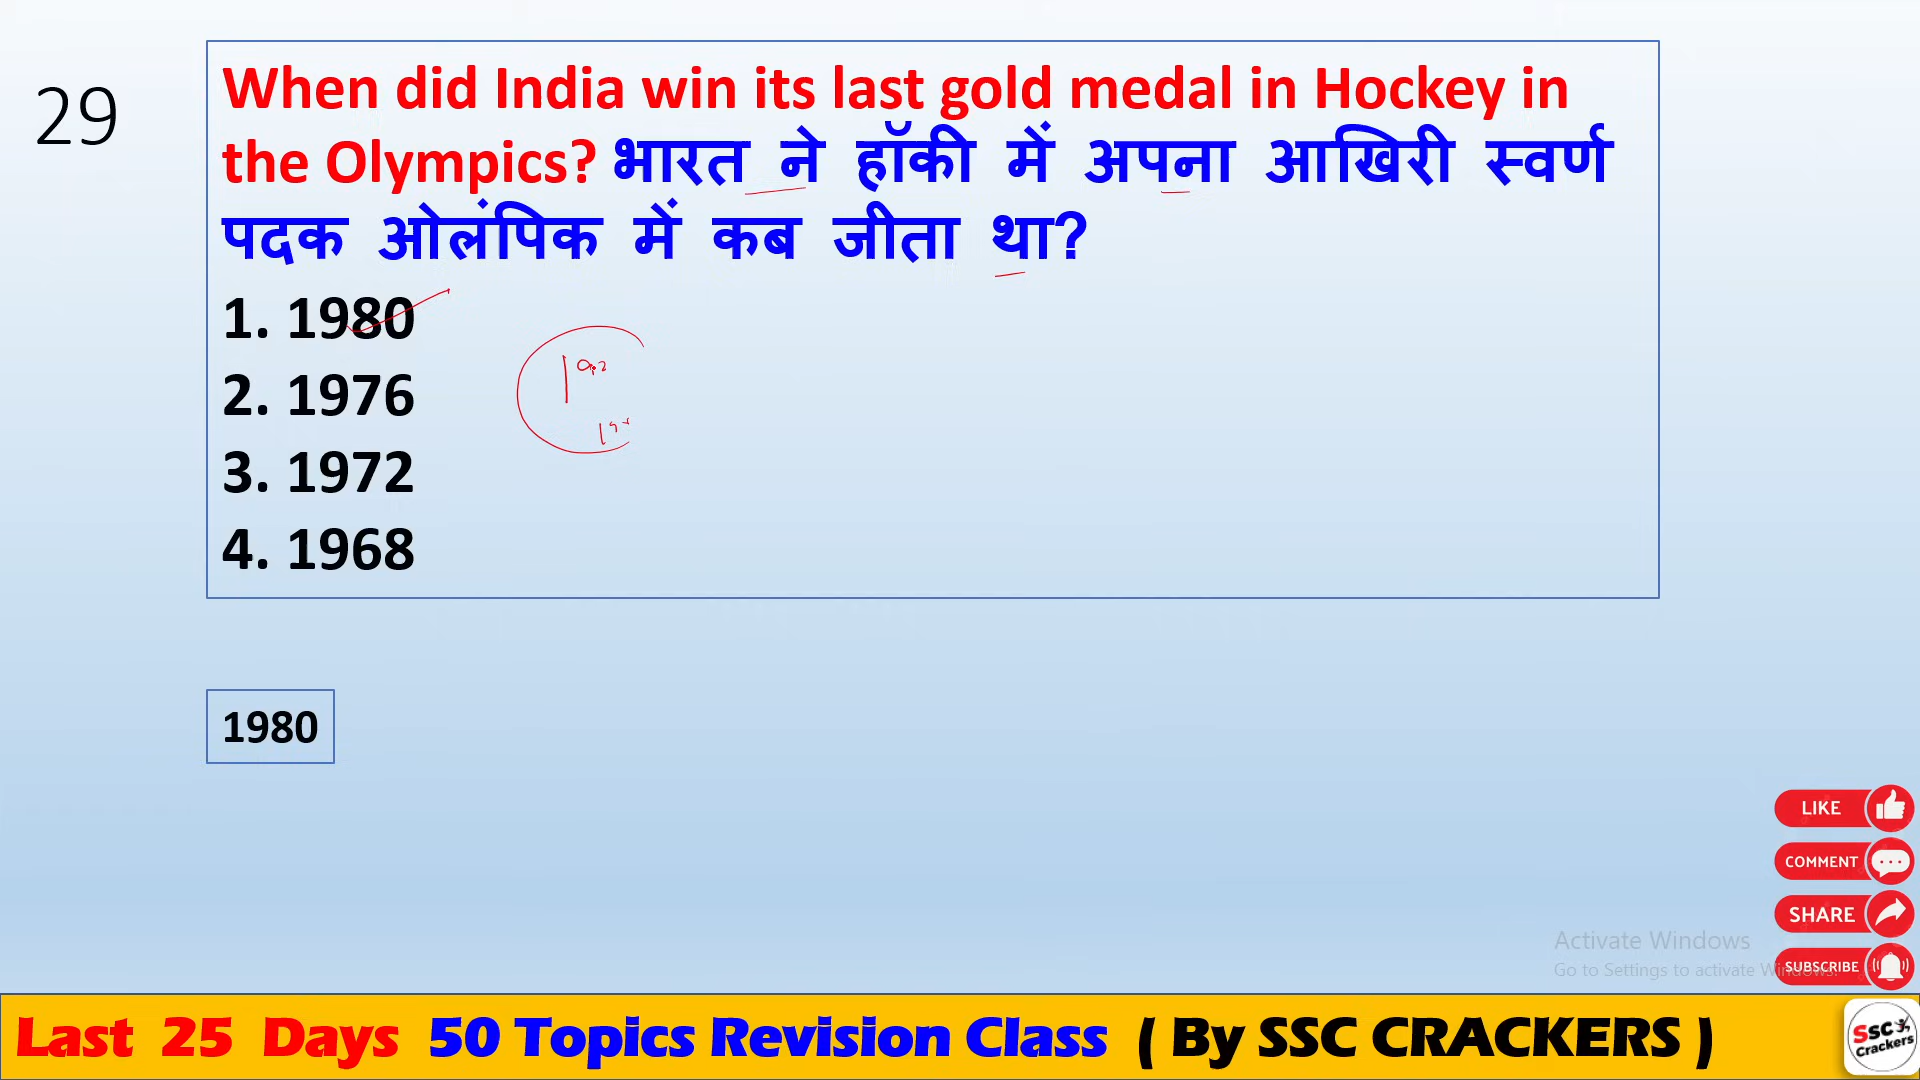 29
When did India win its last gold medal in Hockey in
the Olympics? भारत ने हॉकी में अपना आखिरी स्वर्ण
पदक ओलंपिक में कब जीता था?
1. 1980
2. 1976
3. 1972
4. 1968
1980
LIKE
COMMENT
SHARE
SUBSCRIBE
Activate Windows
Go to Settings to activate Windows.
Last 25 Days 50 Topics Revision Class ( By SSC CRACKERS )
SSC
Crackers